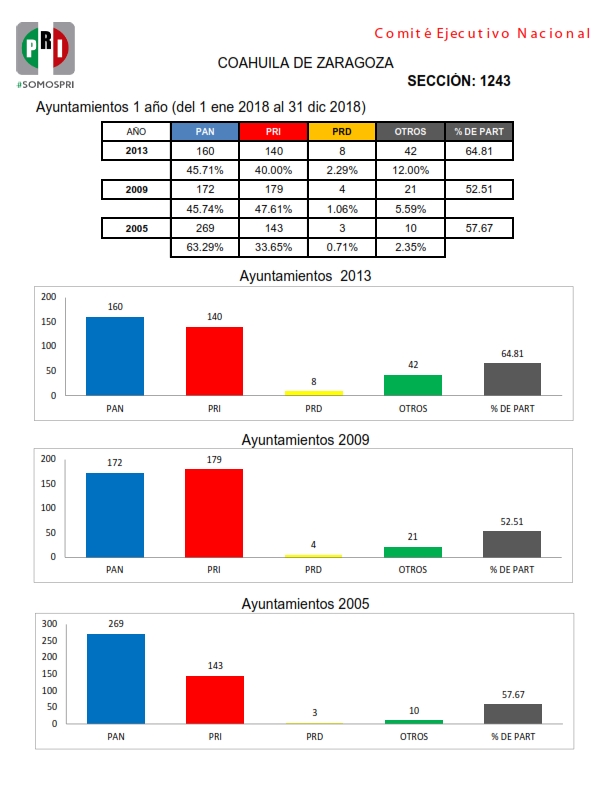 Comité Ejecutivo Nacional
PRI
#SOMOSPRI
COAHUILA DE ZARAGOZA
SECCIÓN: 1243
Ayuntamientos 1 año (del 1 ene 2018 al 31 dic 2018)
AÑO PAN PRI PRD OTROS % DE PART
2013 160 140 8 42 64.81
45.71% 40.00% 2.29% 12.00%
2009 172 179 4 21 52.51
45.74% 47.61% 1.06% 5.59%
2005 269 143 3 10 57.67
63.29% 33.65% 0.71% 2.35%
Ayuntamientos 2013
200
150
100
50
0
160
140
8
42
64.81
PAN PRI PRD OTROS % DE PART
Ayuntamientos 2009
200
150
100
50
0
172
179
4
21
52.51
PAN PRI PRD OTROS % DE PART
Ayuntamientos 2005
300
250
200
150
100
50
0
269
143
3
10
57.67
PAN PRI PRD OTROS % DE PART